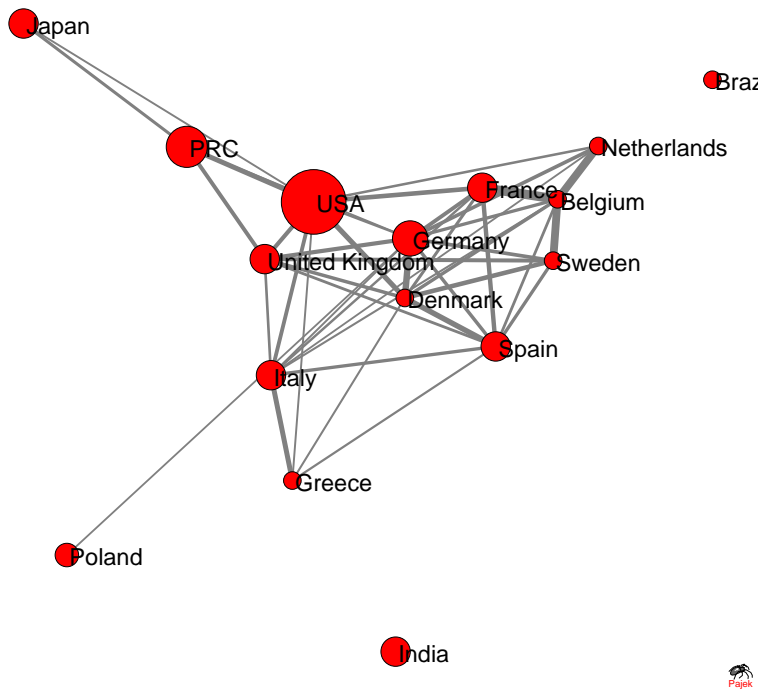 Japan
Braz
PRC
Netherlands
France
USA
Belgium
Germany
United Kingdom
Sweden
Denmark
Spain
Italy
Greece
Poland
India
Pajek